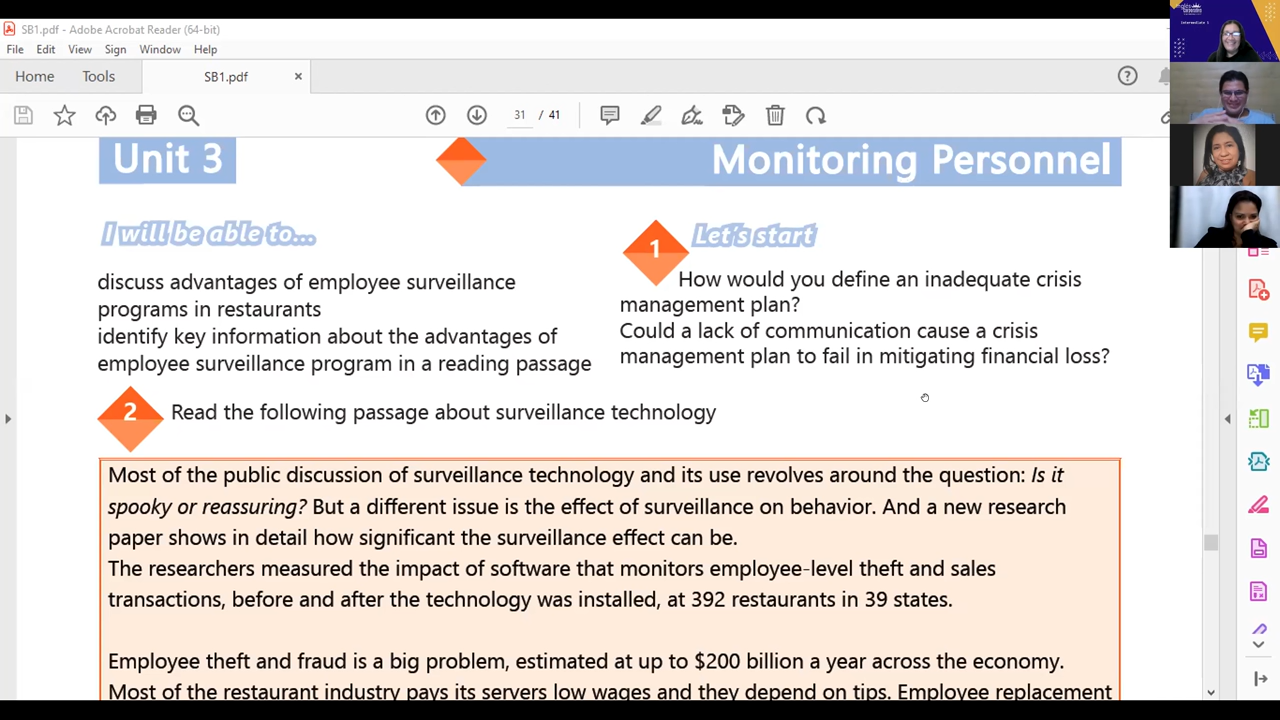 SB1.pdf - Adobe Acrobat Reader (64-bit)
File Edit View Sign Window Help
Home Tools SB1.pdf ×
31 / 41
Unit 3
Monitoring Personnel
I will be able to...
discuss advantages of employee surveillance
programs in restaurants
identify key information about the advantages of
employee surveillance program in a reading passage
1 Let's start
How would you define an inadequate crisis
management plan?
Could a lack of communication cause a crisis
management plan to fail in mitigating financial loss?
2 Read the following passage about surveillance technology
Most of the public discussion of surveillance technology and its use revolves around the question: Is it
spooky or reassuring? But a different issue is the effect of surveillance on behavior. And a new research
paper shows in detail how significant the surveillance effect can be.
The researchers measured the impact of software that monitors employee-level theft and sales
transactions, before and after the technology was installed, at 392 restaurants in 39 states.
Employee theft and fraud is a big problem, estimated at up to $200 billion a year across the economy.
Most of the restaurant industry pays its servers low wages and they depend on tips. Employee replacement